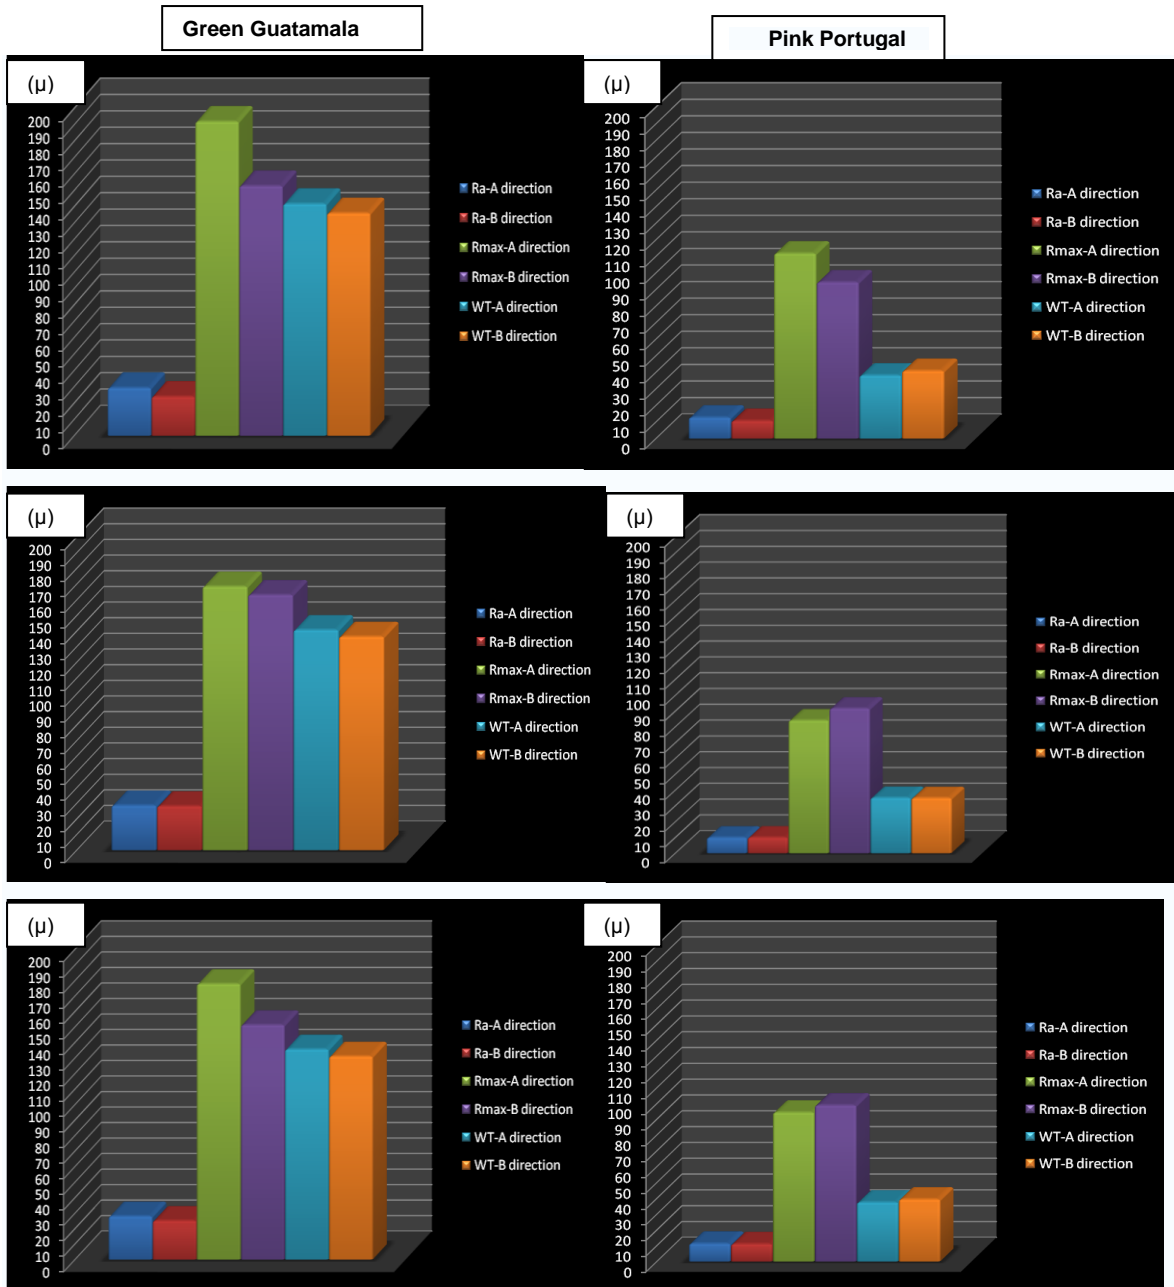 Green Guatamala
Pink Portugal
(µ)
200
190
180
170
160
150
140
130
120
110
100
90
80
70
60
50
40
30
20
10
0
Ra-A direction
Ra-B direction
Rmax-A direction
Rmax-B direction
WT-A direction
WT-B direction
(µ)
200
190
180
170
160
150
140
130
120
110
100
90
80
70
60
50
40
30
20
10
0
Ra-A direction
Ra-B direction
Rmax-A direction
Rmax-B direction
WT-A direction
WT-B direction
(µ)
200
190
180
170
160
150
140
130
120
110
100
90
80
70
60
50
40
30
20
10
0
Ra-A direction
Ra-B direction
Rmax-A direction
Rmax-B direction
WT-A direction
WT-B direction
(µ)
200
190
180
170
160
150
140
130
120
110
100
90
80
70
60
50
40
30
20
10
0
Ra-A direction
Ra-B direction
Rmax-A direction
Rmax-B direction
WT-A direction
WT-B direction
(µ)
200
190
180
170
160
150
140
130
120
110
100
90
80
70
60
50
40
30
20
10
0
Ra-A direction
Ra-B direction
Rmax-A direction
Rmax-B direction
WT-A direction
WT-B direction
(µ)
200
190
180
170
160
150
140
130
120
110
100
90
80
70
60
50
40
30
20
10
0
Ra-A direction
Ra-B direction
Rmax-A direction
Rmax-B direction
WT-A direction
WT-B direction